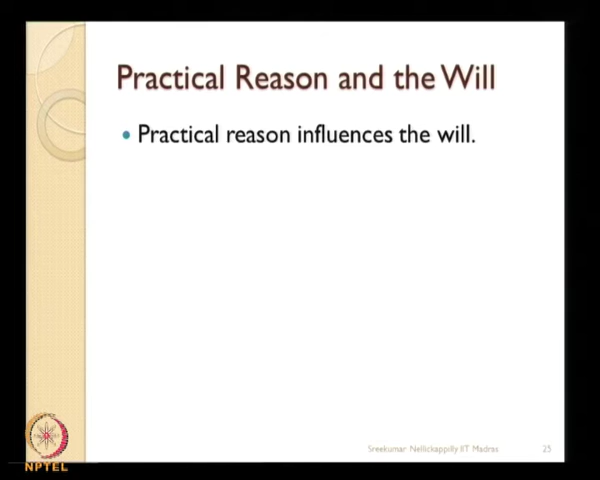 Practical Reason and the Will
• Practical reason influences the will.
Sreekumar Nellickappilly IIT Madras
25
NPTEL